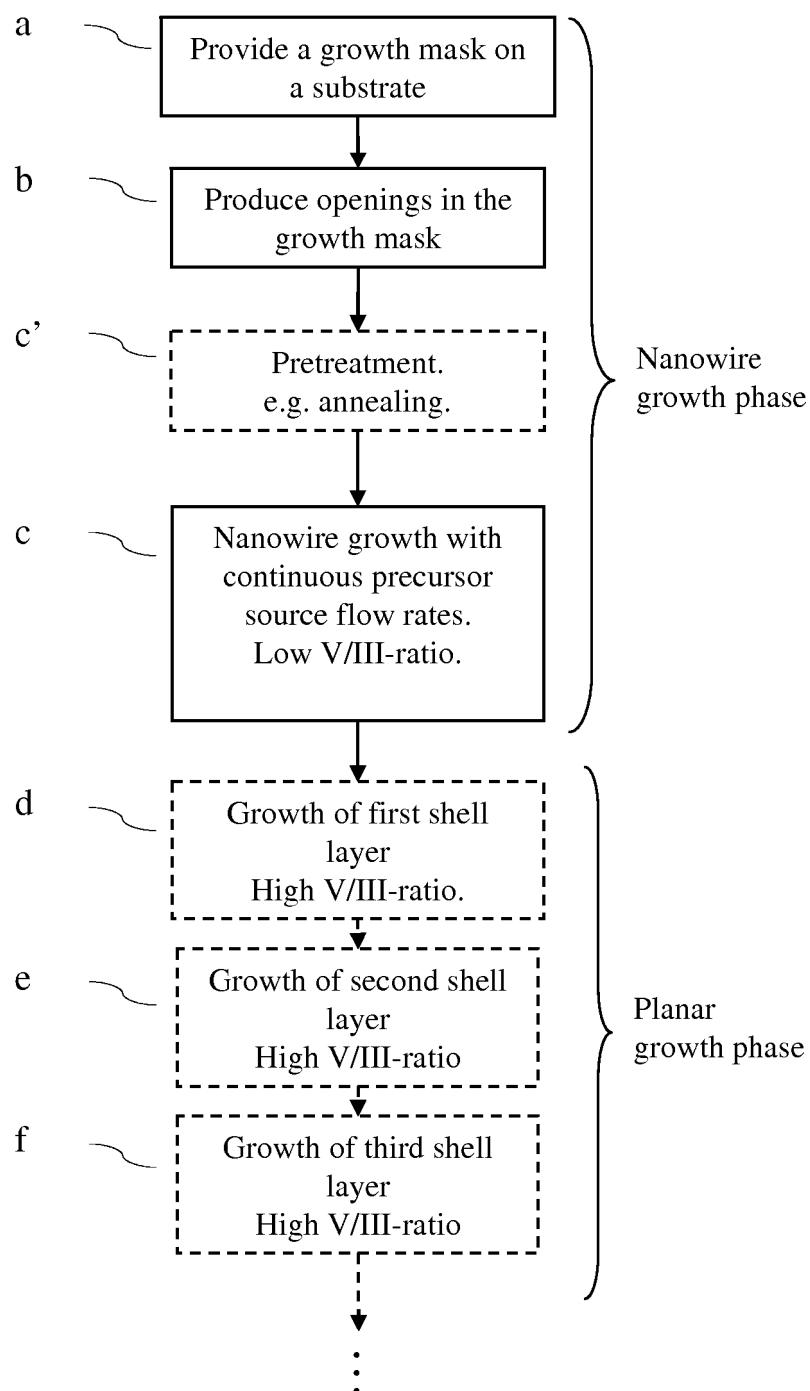 a
Provide a growth mask on
a substrate
b
Produce openings in the
growth mask
c’
Pretreatment.
e.g. annealing.
Nanowire
growth phase
c
Nanowire growth with
continuous precursor
source flow rates.
Low V/III-ratio.
d
Growth of first shell
layer
High V/III-ratio.
e
Growth of second shell
layer
High V/III-ratio
Planar
growth phase
f
Growth of third shell
layer
High V/III-ratio